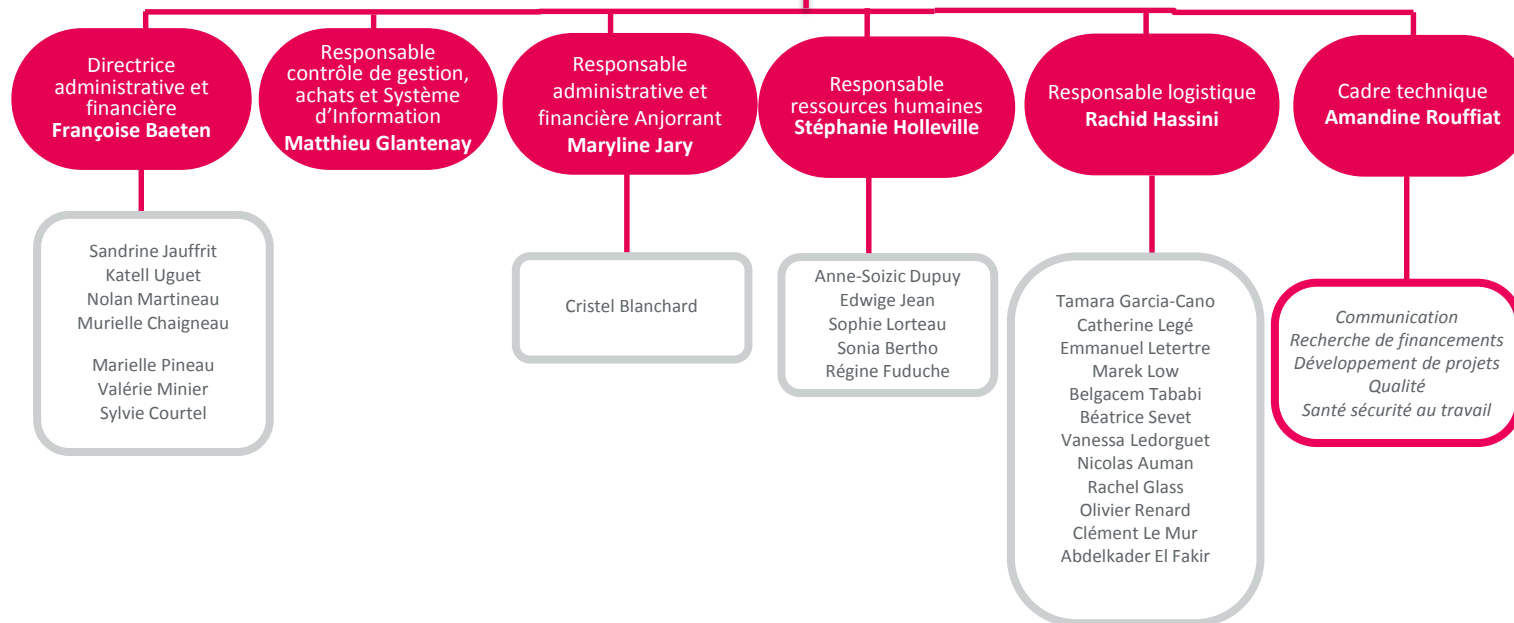 Directrice
administrative et
financière
Françoise Baeten
Responsable
contrôle de gestion,
achats et Système
d'Information
Matthieu Glantenay
Responsable
administrative et
financière Anjorrant
Maryline Jary
Responsable
ressources humaines
Stéphanie Holleville
Responsable logistique
Rachid Hassini
Cadre technique
Amandine Rouffiat
Sandrine Jauffrit
Katell Uguet
Nolan Martineau
Murielle Chaigneau
Marielle Pineau
Valérie Minier
Sylvie Courtel
Cristel Blanchard
Anne-Soizic Dupuy
Edwige Jean
Sophie Lorteau
Sonia Bertho
Régine Fuduche
Tamara Garcia-Cano
Catherine Legé
Emmanuel Letertre
Marek Low
Belgacem Tababi
Béatrice Sevet
Vanessa Ledorguet
Nicolas Auman
Rachel Glass
Olivier Renard
Clément Le Mur
Abdelkader El Fakir
Communication
Recherche de financements
Développement de projets
Qualité
Santé sécurité au travail